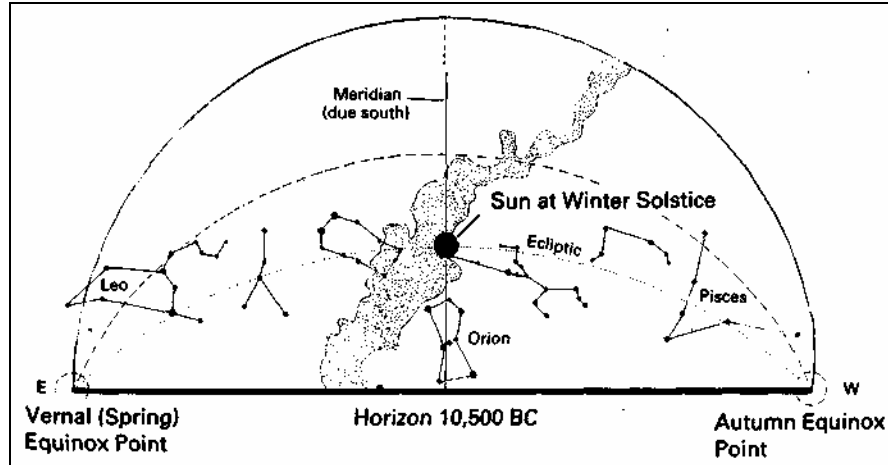 Meridian
(due south)
Sun at Winter Solstice
Ecliptic
Leo
Pisces
Orion
E
W
Vernal (Spring)
Equinox Point
Horizon 10,500 BC
Autumn Equinox
Point